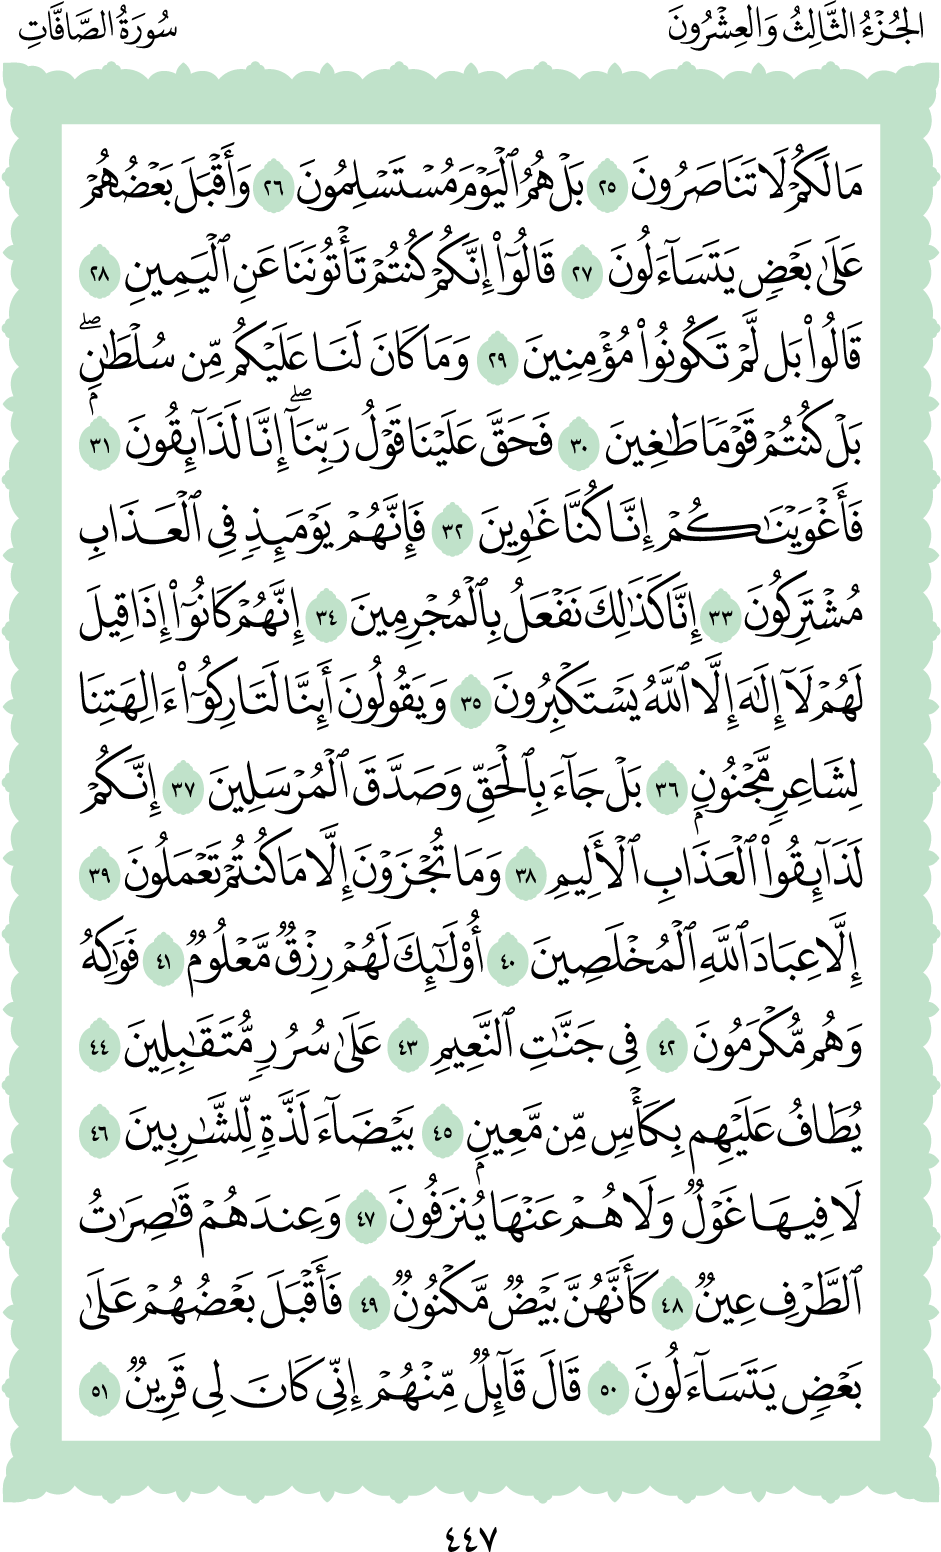 الجُزْءُ الثَّالِثُ وَالْعِشْرُونَ
سُورَةُ الصَّافَّاتِ
مَا لَكُمْ لَا تَنَاصَرُونَ ٢٥ بَلْ هُمُ ٱلْيَوْمَ مُسْتَسْلِمُونَ ٢٦ وَأَقْبَلَ بَعْضُهُمْ
عَلَىٰ بَعْضٍ يَتَسَآءَلُونَ ٢٧ قَالُوٓا۟ إِنَّكُمْ كُنتُمْ تَأْتُونَنَا عَنِ ٱلْيَمِينِ ٢٨
قَالُوا۟ بَل لَّمْ تَكُونُوا۟ مُؤْمِنِينَ ٢٩ وَمَا كَانَ لَنَا عَلَيْكُم مِّن سُلْطَـٰنٍۭ ۖ
بَلْ كُنتُمْ قَوْمًا طَـٰغِينَ ٣٠ فَحَقَّ عَلَيْنَا قَوْلُ رَبِّنَآ ۖ إِنَّا لَذَآئِقُونَ ٣١
فَأَغْوَيْنَـٰكُمْ إِنَّا كُنَّا غَـٰوِينَ ٣٢ فَإِنَّهُمْ يَوْمَئِذٍ فِى ٱلْعَذَابِ
مُشْتَرِكُونَ ٣٣ إِنَّا كَذَٰلِكَ نَفْعَلُ بِٱلْمُجْرِمِينَ ٣٤ إِنَّهُمْ كَانُوٓا۟ إِذَا قِيلَ
لَهُمْ لَآ إِلَـٰهَ إِلَّا ٱللَّهُ يَسْتَكْبِرُونَ ٣٥ وَيَقُولُونَ أَئِنَّا لَتَارِكُوٓا۟ ءَالِهَتِنَا
لِشَاعِرٍ مَّجْنُونٍۭ ٣٦ بَلْ جَآءَ بِٱلْحَقِّ وَصَدَّقَ ٱلْمُرْسَلِينَ ٣٧ إِنَّكُمْ
لَذَآئِقُوا۟ ٱلْعَذَابِ ٱلْأَلِيمِ ٣٨ وَمَا تُجْزَوْنَ إِلَّا مَا كُنتُمْ تَعْمَلُونَ ٣٩
إِلَّا عِبَادَ ٱللَّهِ ٱلْمُخْلَصِينَ ٤٠ أُو۟لَـٰٓئِكَ لَهُمْ رِزْقٌ مَّعْلُومٌ ٤١ فَوَٰكِهُ
وَهُم مُّكْرَمُونَ ٤٢ فِى جَنَّـٰتِ ٱلنَّعِيمِ ٤٣ عَلَىٰ سُرُرٍ مُّتَقَـٰبِلِينَ ٤٤
يُطَافُ عَلَيْهِم بِكَأْسٍ مِّن مَّعِينٍۭ ٤٥ بَيْضَآءَ لَذَّةٍ لِّلشَّـٰرِبِينَ ٤٦
لَا فِيهَا غَوْلٌ وَلَا هُمْ عَنْهَا يُنزَفُونَ ٤٧ وَعِندَهُمْ قَـٰصِرَٰتُ
ٱلطَّرْفِ عِينٌ ٤٨ كَأَنَّهُنَّ بَيْضٌ مَّكْنُونٌ ٤٩ فَأَقْبَلَ بَعْضُهُمْ عَلَىٰ
بَعْضٍ يَتَسَآءَلُونَ ٥٠ قَالَ قَآئِلٌ مِّنْهُمْ إِنِّى كَانَ لِى قَرِينٌ ٥١
٤٤٧